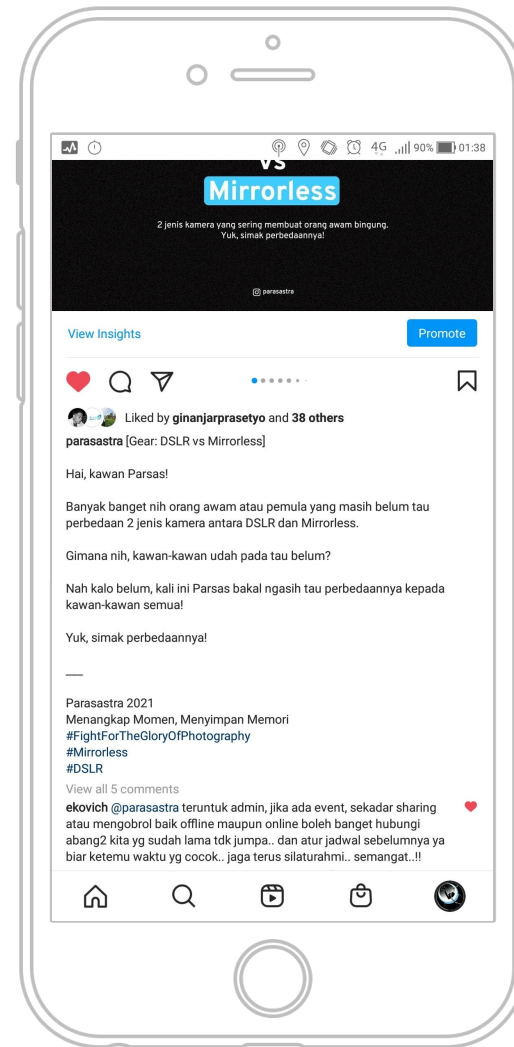 4G 90% 01:38
vs
Mirrorless
2 jenis kamera yang sering membuat orang awam bingung.
Yuk, simak perbedaannya!
parasastra
View Insights
Promote
Liked by ginanjarprasetyo and 38 others
parasastra [Gear: DSLR vs Mirrorless]
Hai, kawan Parsas!
Banyak banget nih orang awam atau pemula yang masih belum tau
perbedaan 2 jenis kamera antara DSLR dan Mirrorless.
Gimana nih, kawan-kawan udah pada tau belum?
Nah kalo belum, kali ini Parsas bakal ngasih tau perbedaannya kepada
kawan-kawan semua!
Yuk, simak perbedaannya!
___
Parasastra 2021
Menangkap Momen, Menyimpan Memori
#FightForTheGloryOfPhotography
#Mirrorless
#DSLR
View all 5 comments
ekovich @parasastra teruntuk admin, jika ada event, sekadar sharing
atau mengobrol baik offline maupun online boleh banget hubungi
abang2 kita yg sudah lama tdk jumpa.. dan atur jadwal sebelumnya ya
biar ketemu waktu yg cocok.. jaga terus silaturahmi.. semangat..!!